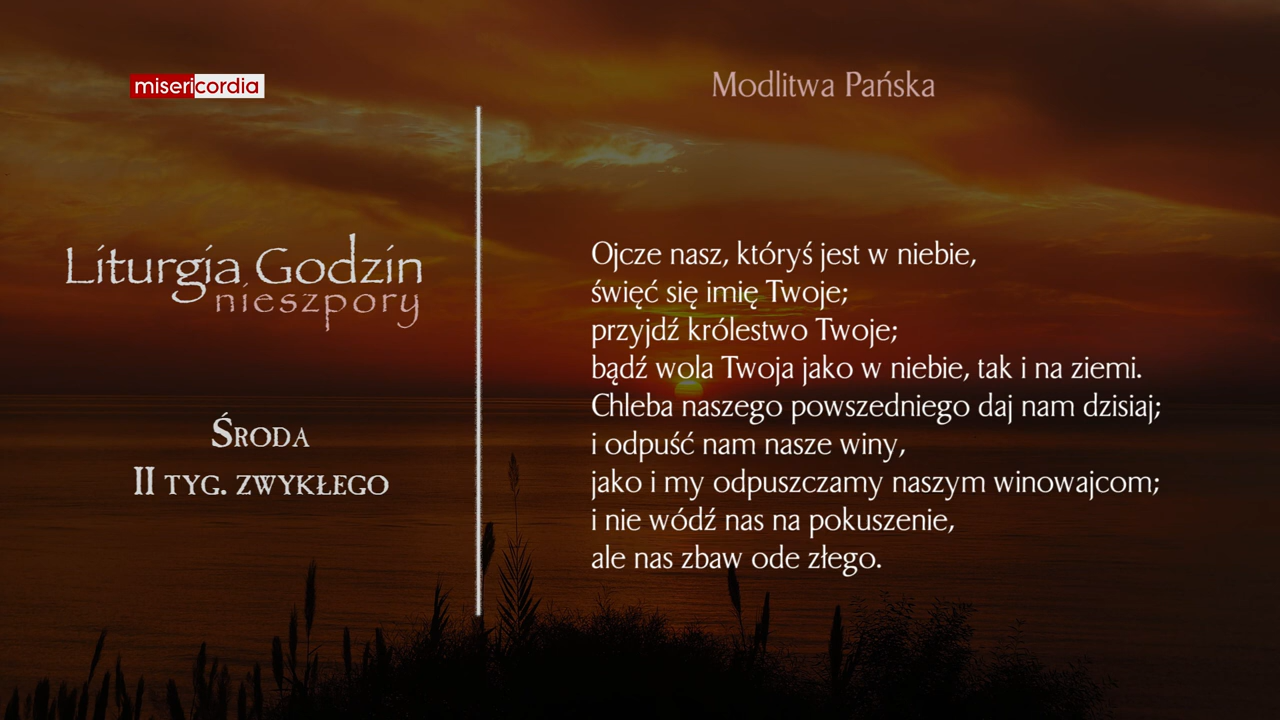 misericordia
Modlitwa Pańska
Liturgia Godzin
nieszpory
Środa
II tyg. zwykłego
Ojcze nasz, któryś jest w niebie,
święć się imię Twoje;
przyjdź królestwo Twoje;
bądź wola Twoja jako w niebie, tak i na ziemi.
Chleba naszego powszedniego daj nam dzisiaj;
i odpuść nam nasze winy,
jako i my odpuszczamy naszym winowajcom;
i nie wódź nas na pokuszenie,
ale nas zbaw ode złego.